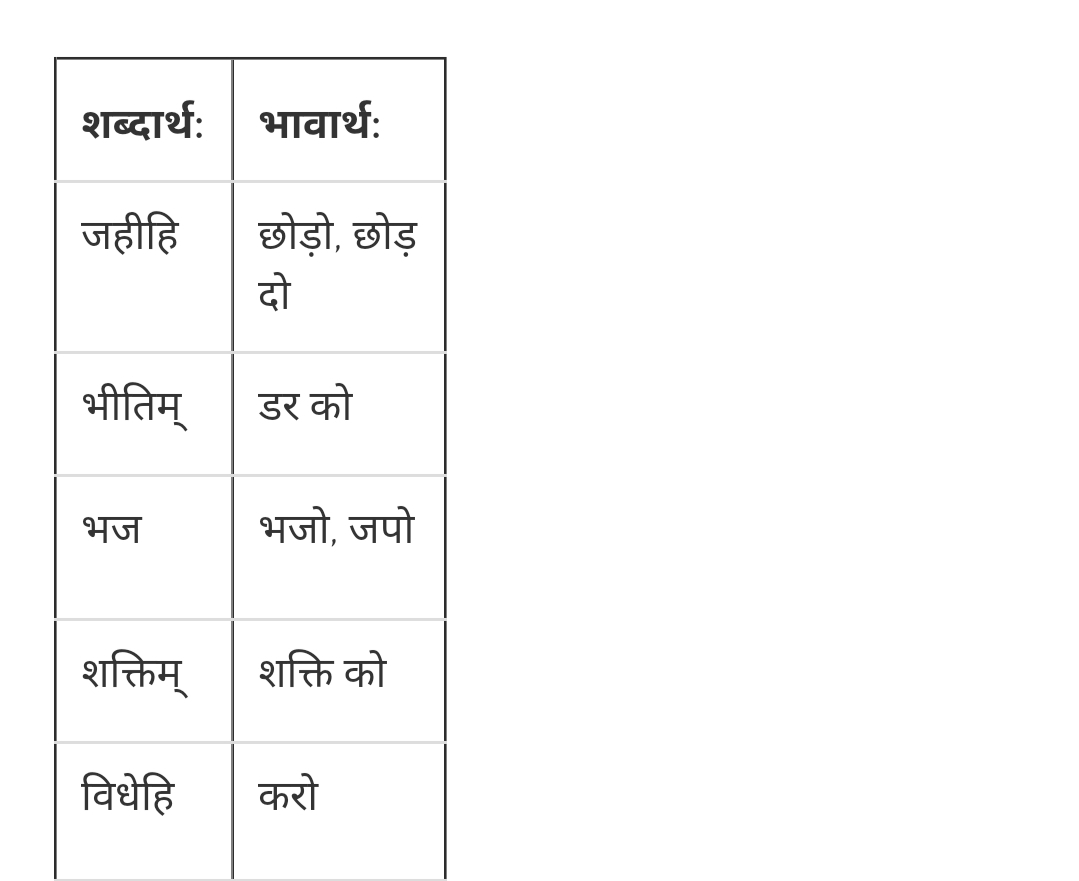 शब्दार्थ: भावार्थ:
जहीहि छोड़ो, छोड़
दो
भीतिम् डर को
भज भजो, जपो
शक्तिम् शक्ति को
विधेहि करो